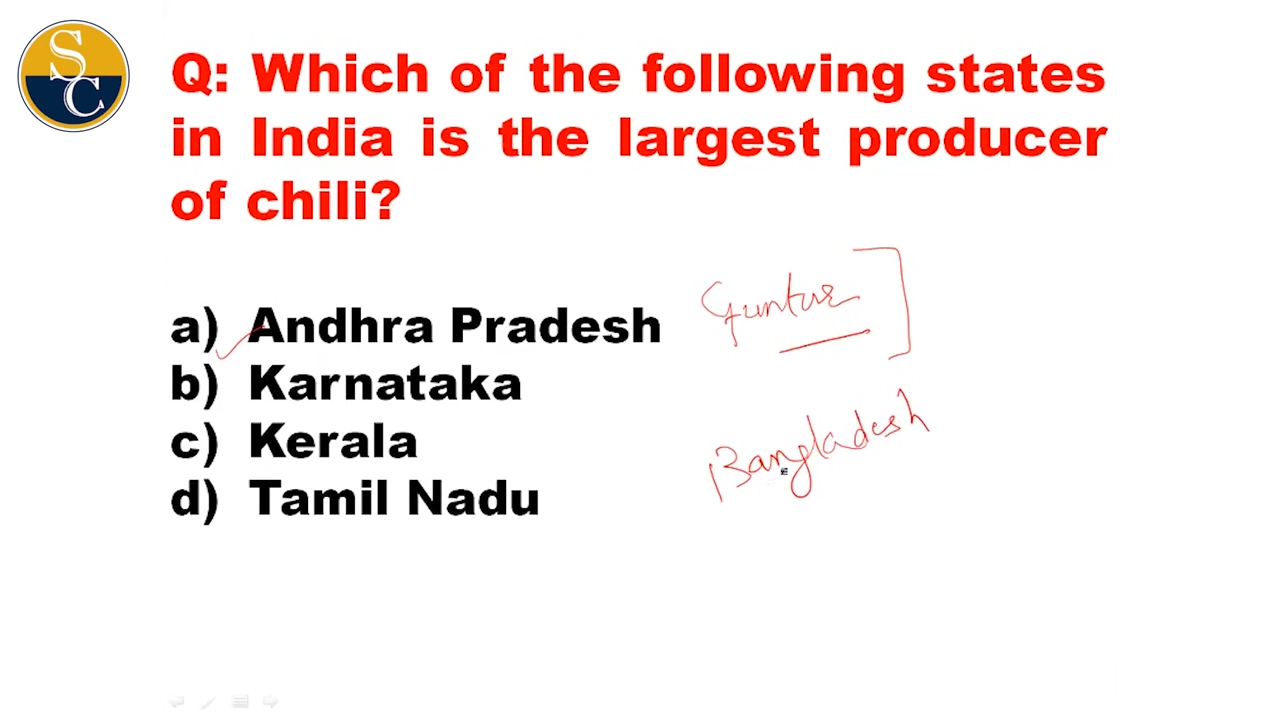 SC
Q: Which of the following states
in India is the largest producer
of chili?
a) Andhra Pradesh
Guntur
b) Karnataka
c) Kerala
Bangladesh
d) Tamil Nadu